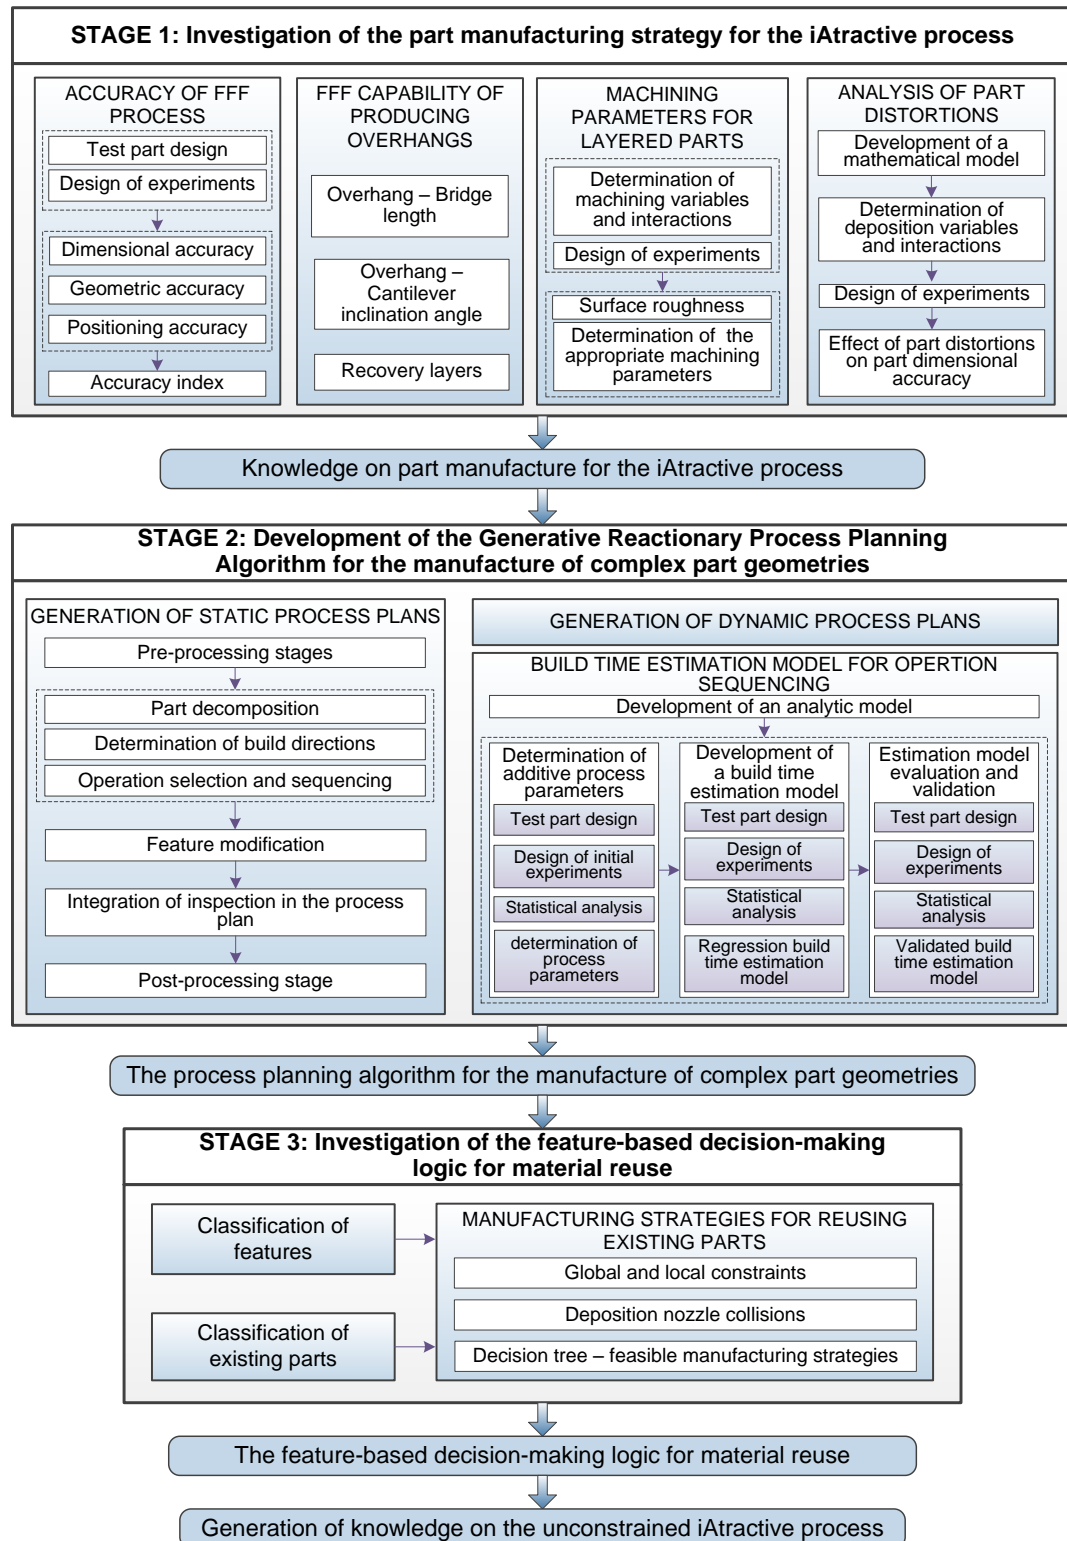 STAGE 1: Investigation of the part manufacturing strategy for the iAtractive process
ACCURACY OF FFF
PROCESS
Test part design
Design of experiments
Dimensional accuracy
Geometric accuracy
Positioning accuracy
Accuracy index
FFF CAPABILITY OF
PRODUCING
OVERHANGS
Overhang – Bridge
length
Overhang –
Cantilever
inclination angle
Recovery layers
MACHINING
PARAMETERS FOR
LAYERED PARTS
Determination of
machining variables
and interactions
Design of experiments
Surface roughness
Determination of the
appropriate machining
parameters
ANALYSIS OF PART
DISTORTIONS
Development of a
mathematical model
Determination of
deposition variables
and interactions
Design of experiments
Effect of part distortions
on part dimensional
accuracy
Knowledge on part manufacture for the iAtractive process
STAGE 2: Development of the Generative Reactionary Process Planning
Algorithm for the manufacture of complex part geometries
GENERATION OF STATIC PROCESS PLANS
Pre-processing stages
Part decomposition
Determination of build directions
Operation selection and sequencing
Feature modification
Integration of inspection in the process
plan
Post-processing stage
GENERATION OF DYNAMIC PROCESS PLANS
BUILD TIME ESTIMATION MODEL FOR OPERTION
SEQUENCING
Development of an analytic model
Determination of
additive process
parameters
Test part design
Design of initial
experiments
Statistical analysis
determination of
process
parameters
Development of
a build time
estimation model
Test part design
Design of
experiments
Statistical
analysis
Regression build
time estimation
model
Estimation model
evaluation and
validation
Test part design
Design of
experiments
Statistical
analysis
Validated build
time estimation
model
The process planning algorithm for the manufacture of complex part geometries
STAGE 3: Investigation of the feature-based decision-making
logic for material reuse
Classification of
features
Classification of
existing parts
MANUFACTURING STRATEGIES FOR REUSING
EXISTING PARTS
Global and local constraints
Deposition nozzle collisions
Decision tree – feasible manufacturing strategies
The feature-based decision-making logic for material reuse
Generation of knowledge on the unconstrained iAtractive process